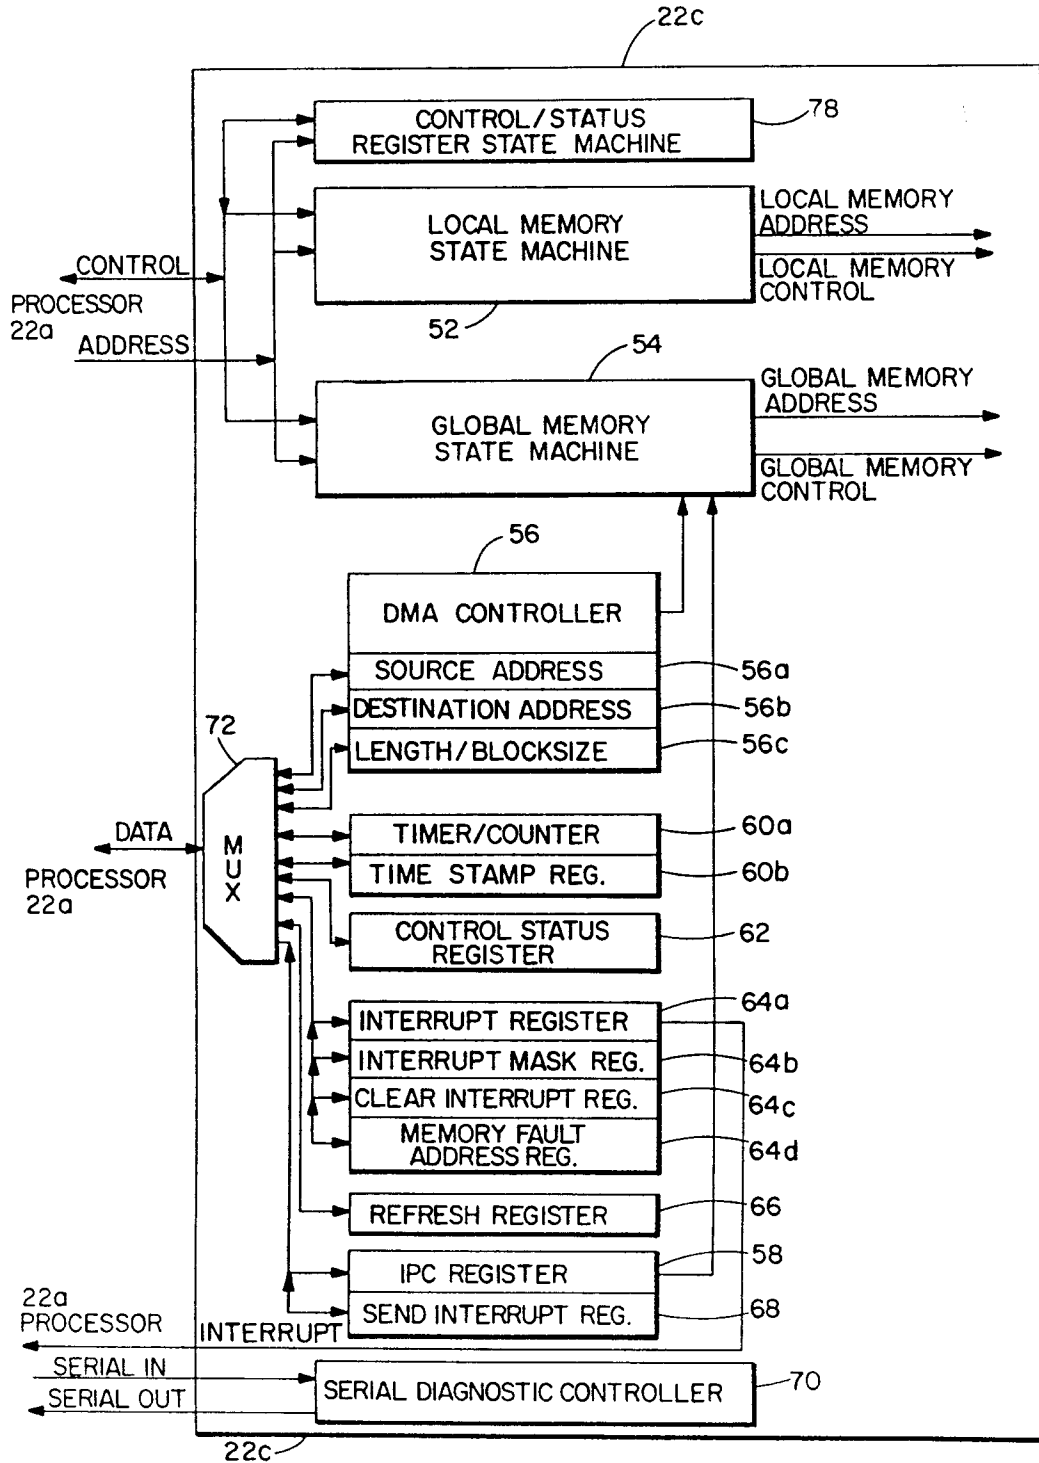 22c
CONTROL/STATUS
REGISTER STATE MACHINE
78
LOCAL MEMORY
STATE MACHINE
52
LOCAL MEMORY
ADDRESS
LOCAL MEMORY
CONTROL
CONTROL
PROCESSOR
22a
ADDRESS
54
GLOBAL MEMORY
STATE MACHINE
GLOBAL MEMORY
ADDRESS
GLOBAL MEMORY
CONTROL
56
DMA CONTROLLER
SOURCE ADDRESS
56a
DESTINATION ADDRESS
56b
LENGTH/BLOCKSIZE
56c
72
MUX
DATA
PROCESSOR
22a
TIMER/COUNTER
60a
TIME STAMP REG.
60b
CONTROL STATUS
REGISTER
62
INTERRUPT REGISTER
64a
INTERRUPT MASK REG.
64b
CLEAR INTERRUPT REG.
64c
MEMORY FAULT
ADDRESS REG.
64d
REFRESH REGISTER
66
IPC REGISTER
58
SEND INTERRUPT REG.
68
22a
PROCESSOR
INTERRUPT
SERIAL IN
SERIAL OUT
SERIAL DIAGNOSTIC CONTROLLER
70
22c